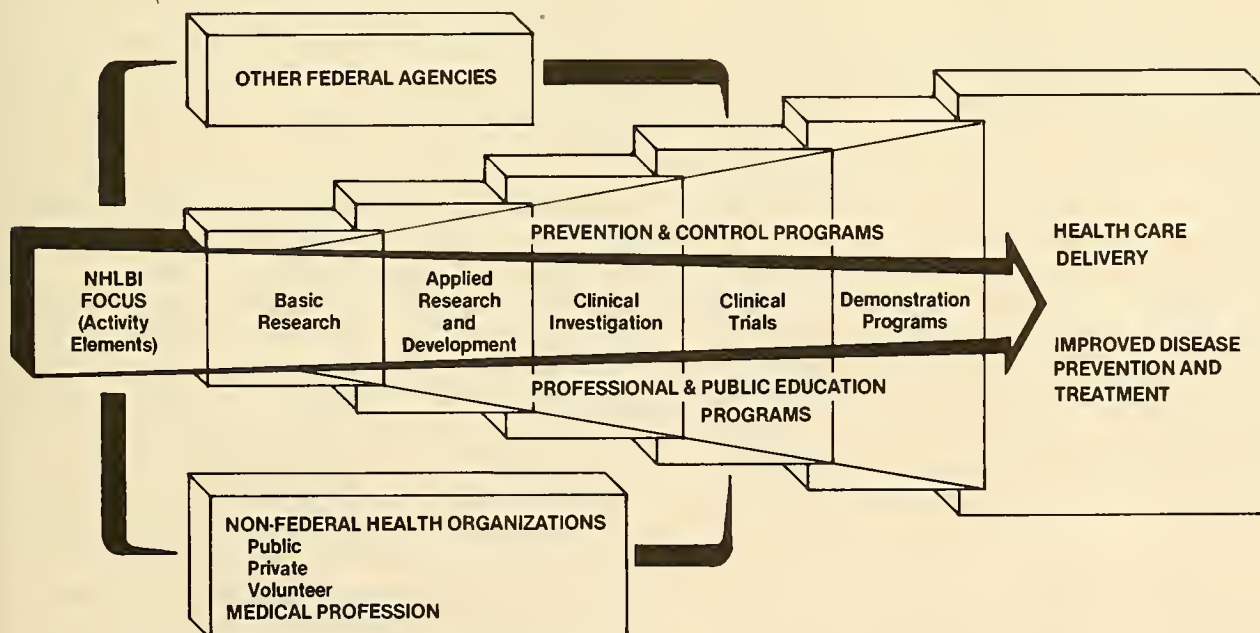 OTHER FEDERAL AGENCIES
PREVENTION & CONTROL PROGRAMS
HEALTH CARE
DELIVERY
NHLBI
FOCUS
(Activity
Elements)
Basic
Research
Applied
Research
and
Development
Clinical
Investigation
Clinical
Trials
Demonstration
Programs
IMPROVED DISEASE
PREVENTION AND
TREATMENT
PROFESSIONAL & PUBLIC EDUCATION
PROGRAMS
NON-FEDERAL HEALTH ORGANIZATIONS
Public
Private
Volunteer
MEDICAL PROFESSION